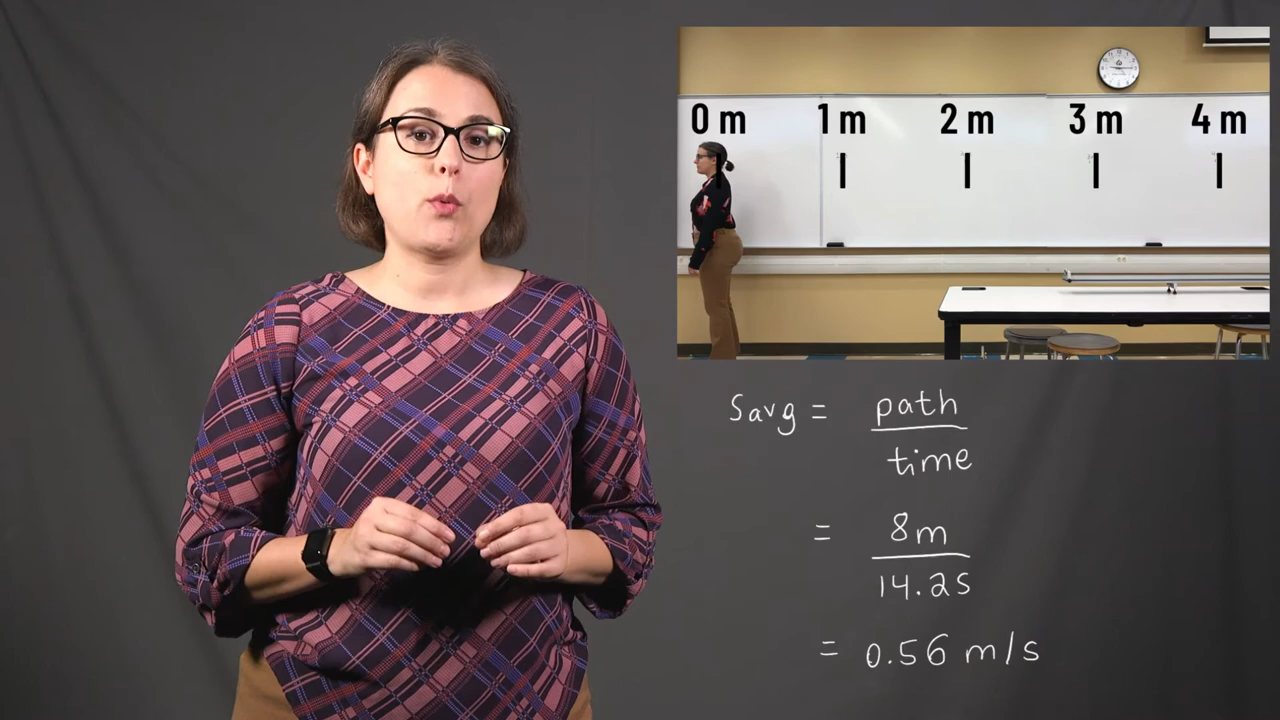 0 m 1 m 2 m 3 m 4 m
Savg = path
time
= 8m
14.2s
= 0.56 m/s